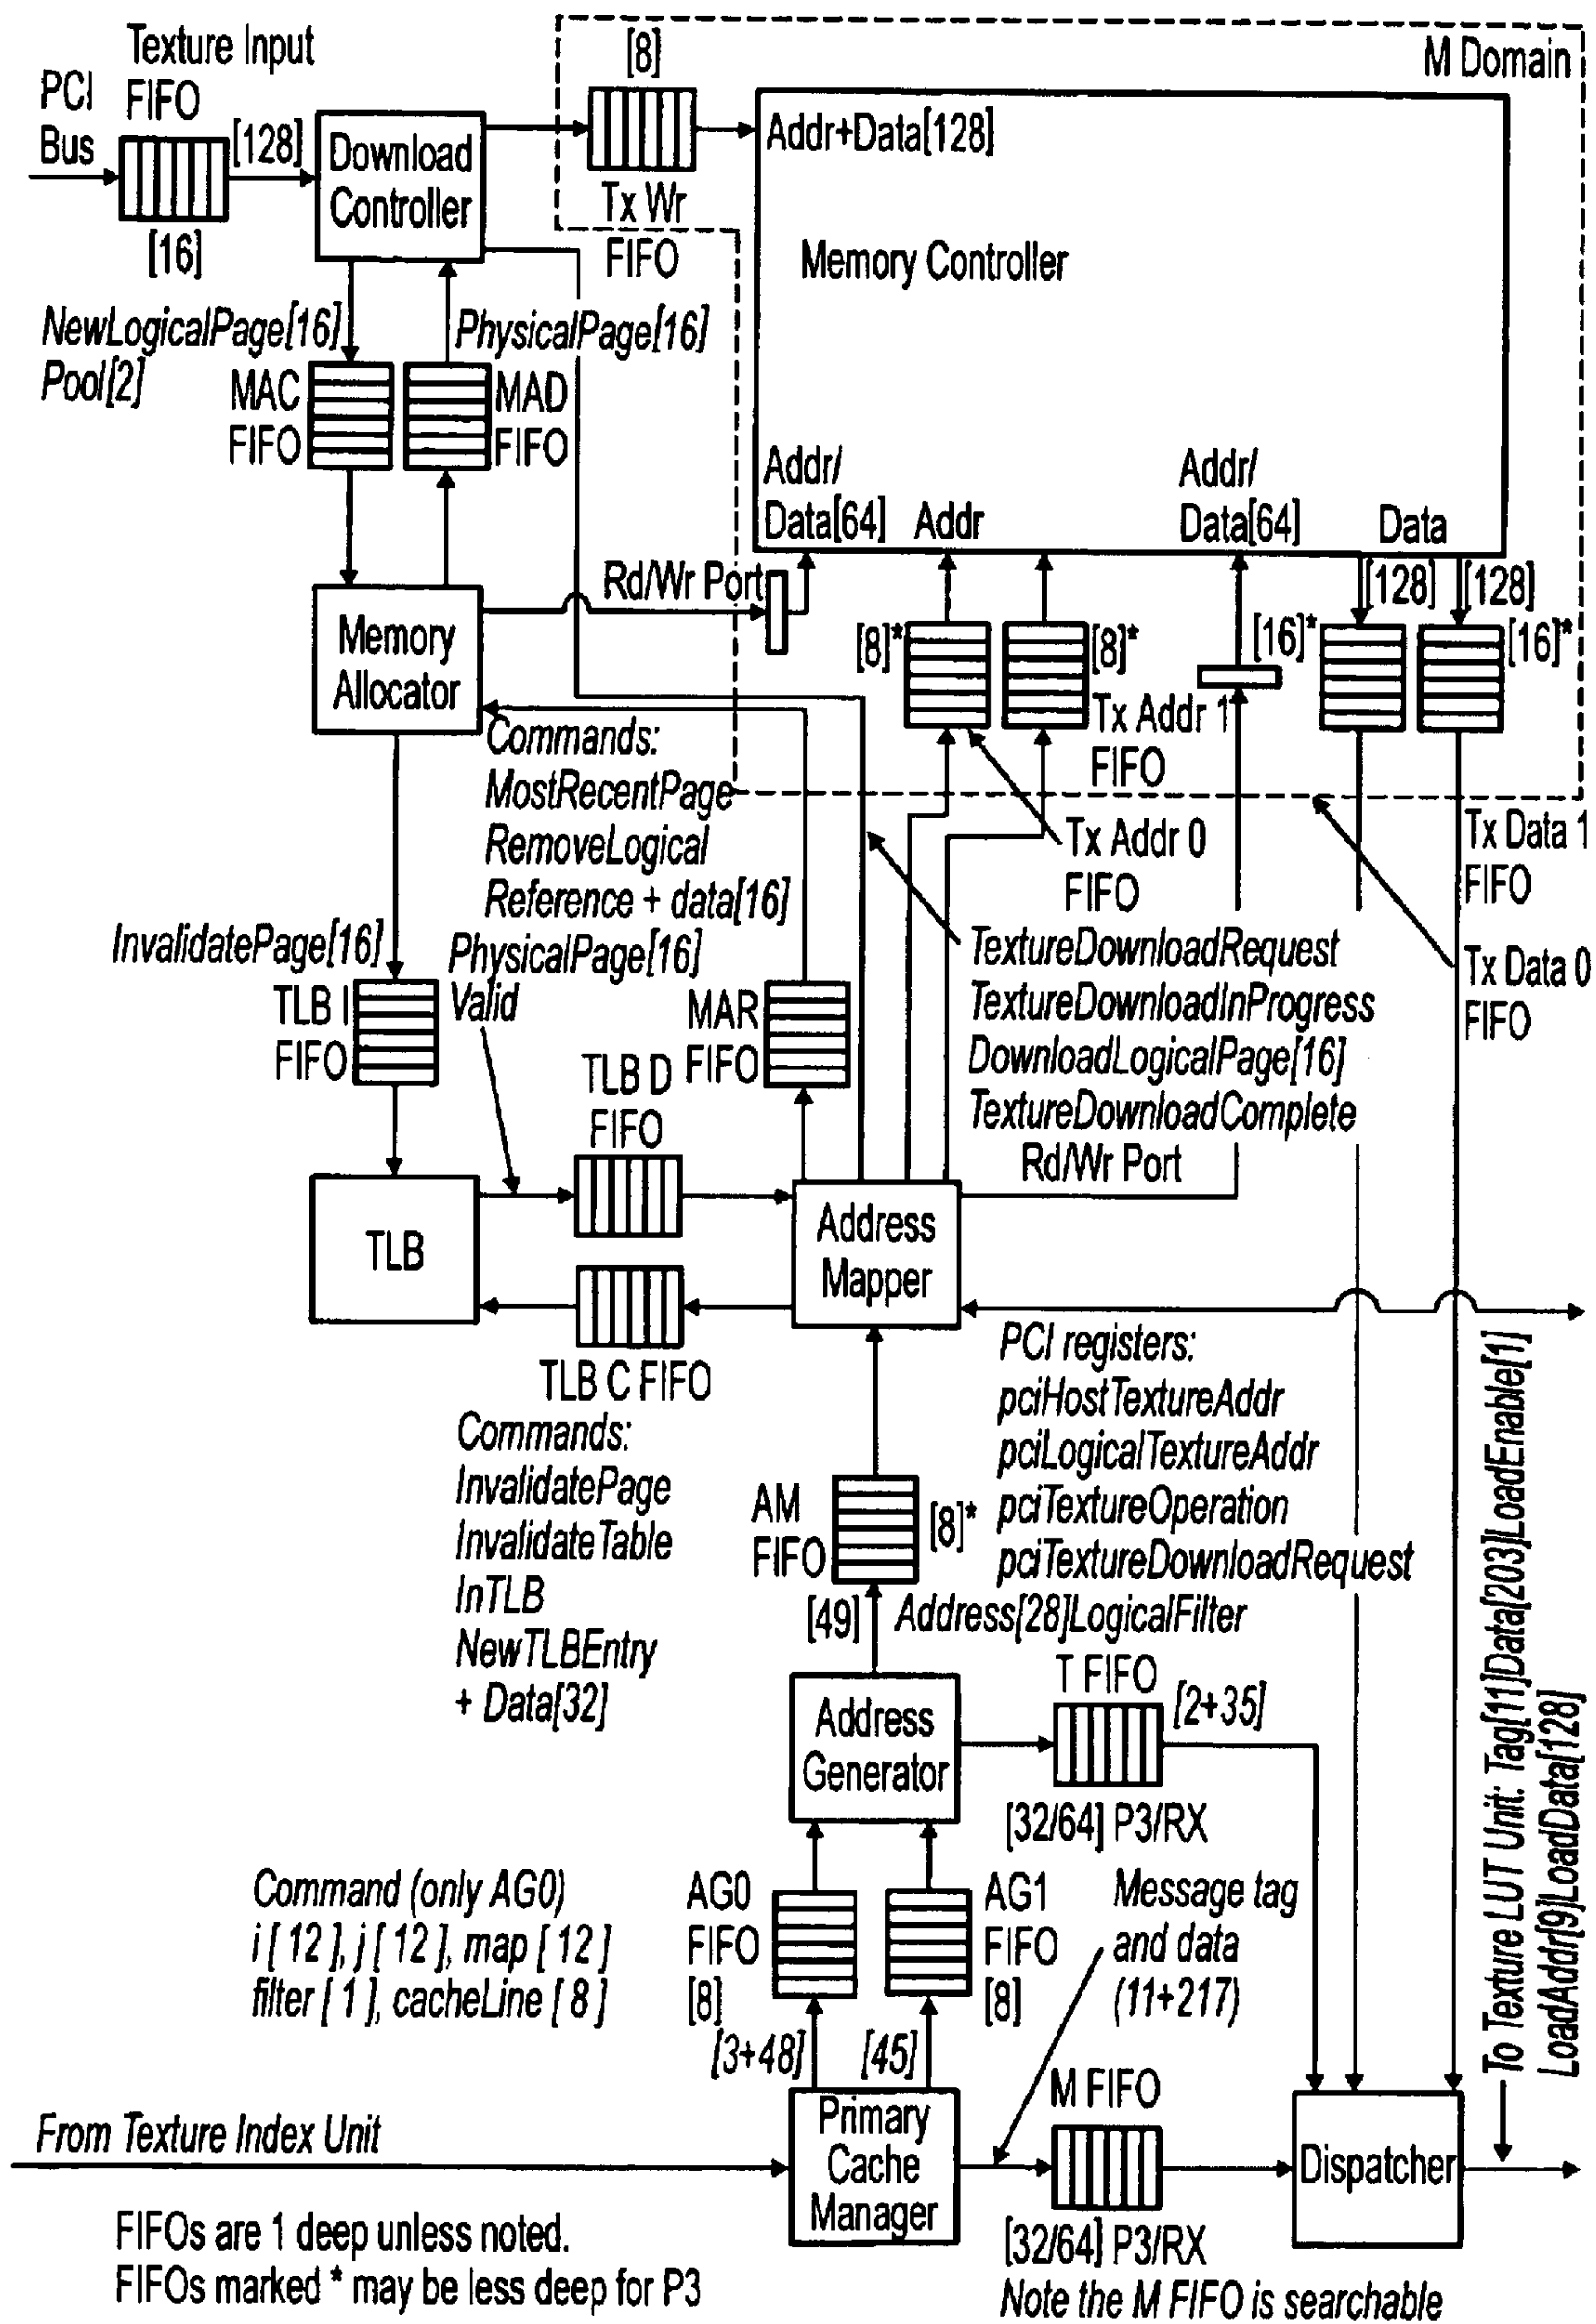 Texture Input
FIFO
PCI
Bus
[128]
[16]
Download
Controller
[8]
Tx Wr
FIFO
M Domain
Addr+Data[128]
Memory Controller
NewLogicalPage[16]
Pool[2]
PhysicalPage[16]
MAC
FIFO
MAD
FIFO
Addr/
Data[64]
Addr
Addr/
Data[64]
Data
[128]
[128]
Rd/Wr Port
Memory
Allocator
[8]*
[8]*
[16]*
[16]*
Tx Addr 1
FIFO
Commands:
MostRecentPage
RemoveLogical
Reference + data[16]
Tx Addr 0
FIFO
Tx Data 1
FIFO
Tx Data 0
FIFO
InvalidatePage[16]
PhysicalPage[16]
Valid
TLB I
FIFO
MAR
FIFO
TLB D
FIFO
TextureDownloadRequest
TextureDownloadInProgress
DownloadLogicalPage[16]
TextureDownloadComplete
Rd/Wr Port
TLB
Address
Mapper
TLB C FIFO
Commands:
InvalidatePage
InvalidateTable
InTLB
NewTLBEntry
+ Data[32]
PCI registers:
pciHostTextureAddr
pciLogicalTextureAddr
pciTextureOperation
pciTextureDownloadRequest
AM
FIFO
[8]*
[49]
Address[28]LogicalFilter
Address
Generator
T FIFO
[2+35]
[32/64] P3/RX
To Texture LUT Unit: Tag[11]Data[203]LoadEnable[1]
LoadAddr[9]LoadData[128]
Command (only AG0)
i [ 12 ], j [ 12 ], map [ 12 ]
filter [ 1 ], cacheLine [ 8 ]
AG0
FIFO
[8]
AG1
FIFO
[8]
Message tag
and data
(11+217)
[3+48]
[45]
M FIFO
From Texture Index Unit
Primary
Cache
Manager
Dispatcher
[32/64] P3/RX
Note the M FIFO is searchable
FIFOs are 1 deep unless noted.
FIFOs marked * may be less deep for P3